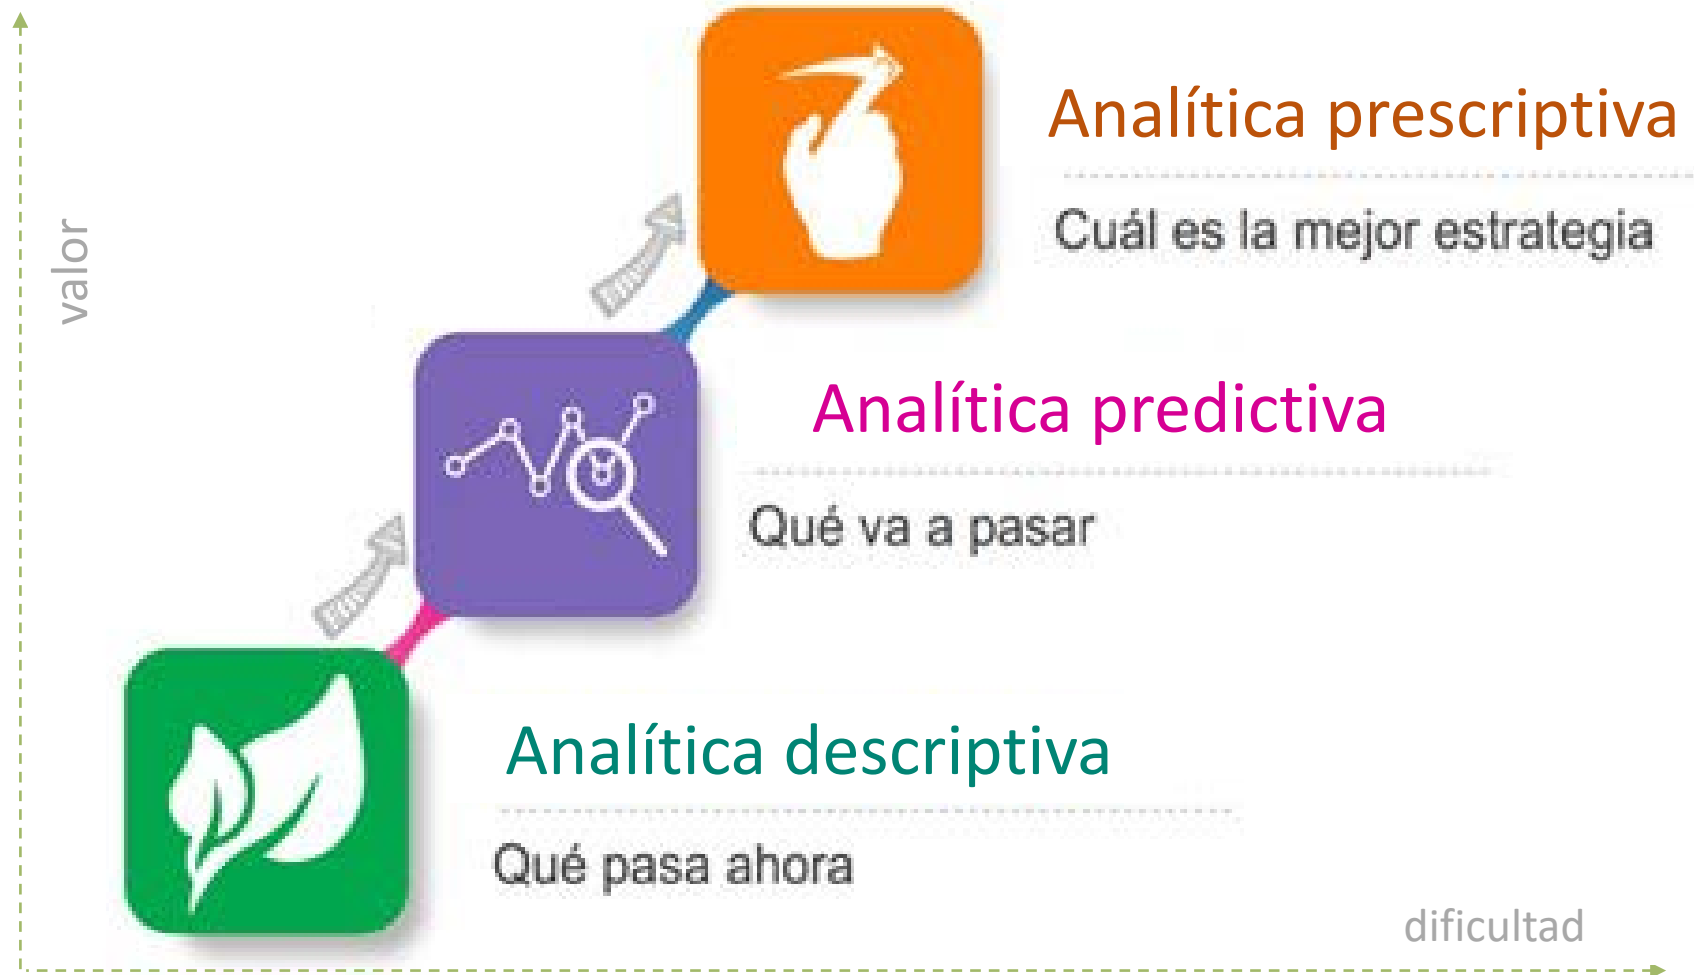 Analítica prescriptiva
Cuál es la mejor estrategia
valor
Analítica predictiva
Qué va a pasar
Analítica descriptiva
Qué pasa ahora
dificultad